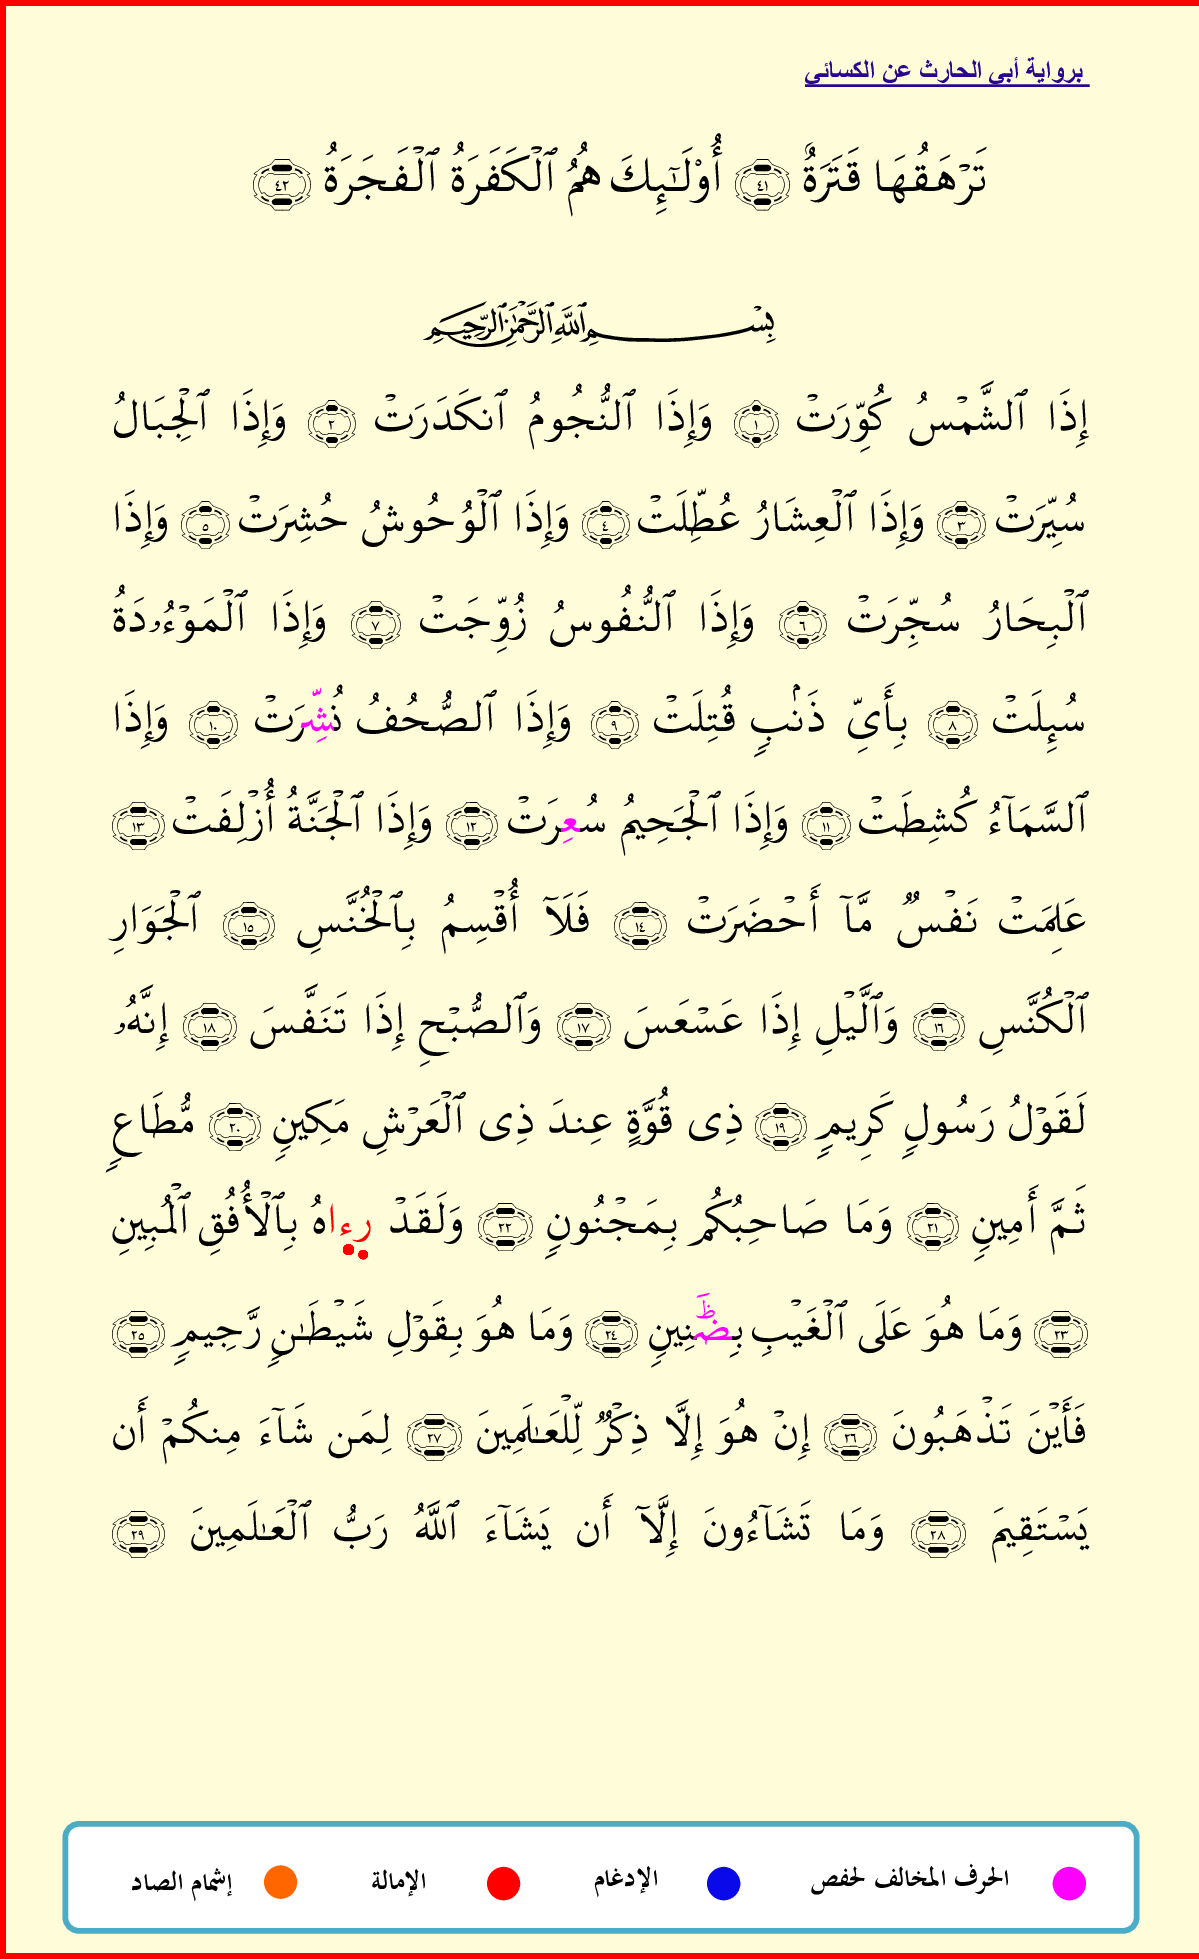 برواية أبي الحارث عن الكسائي
تَرْهَقُهَا قَتَرَةٌ ٤١ أُوْلَٰٓئِكَ هُمُ ٱلْكَفَرَةُ ٱلْفَجَرَةُ ٤٢
بِسْمِ ٱللَّهِ ٱلرَّحْمَٰنِ ٱلرَّحِيمِ
إِذَا ٱلشَّمْسُ كُوِّرَتْ ١ وَإِذَا ٱلنُّجُومُ ٱنكَدَرَتْ ٢ وَإِذَا ٱلْجِبَالُ
سُيِّرَتْ ٣ وَإِذَا ٱلْعِشَارُ عُطِّلَتْ ٤ وَإِذَا ٱلْوُحُوشُ حُشِرَتْ ٥ وَإِذَا
ٱلْبِحَارُ سُجِّرَتْ ٦ وَإِذَا ٱلنُّفُوسُ زُوِّجَتْ ٧ وَإِذَا ٱلْمَوْءُۥدَةُ
سُئِلَتْ ٨ بِأَىِّ ذَنۢبٍ قُتِلَتْ ٩ وَإِذَا ٱلصُّحُفُ نُشِّرَتْ ١٠ وَإِذَا
ٱلسَّمَآءُ كُشِطَتْ ١١ وَإِذَا ٱلْجَحِيمُ سُعِرَتْ ١٢ وَإِذَا ٱلْجَنَّةُ أُزْلِفَتْ ١٣
عَلِمَتْ نَفْسٌ مَّآ أَحْضَرَتْ ١٤ فَلَآ أُقْسِمُ بِٱلْخُنَّسِ ١٥ ٱلْجَوَارِ
ٱلْكُنَّسِ ١٦ وَٱلَّيْلِ إِذَا عَسْعَسَ ١٧ وَٱلصُّبْحِ إِذَا تَنَفَّسَ ١٨ إِنَّهُۥ
لَقَوْلُ رَسُولٍ كَرِيمٍ ١٩ ذِى قُوَّةٍ عِندَ ذِى ٱلْعَرْشِ مَكِينٍ ٢٠ مُّطَاعٍ
ثَمَّ أَمِينٍ ٢١ وَمَا صَاحِبُكُم بِمَجْنُونٍ ٢٢ وَلَقَدْ رِءاهُ بِٱلْأُفُقِ ٱلْمُبِينِ
٢٣ وَمَا هُوَ عَلَى ٱلْغَيْبِ بِضَنِينٍ ٢٤ وَمَا هُوَ بِقَوْلِ شَيْطَٰنٍ رَّجِيمٍ ٢٥
فَأَيْنَ تَذْهَبُونَ ٢٦ إِنْ هُوَ إِلَّا ذِكْرٌ لِّلْعَٰلَمِينَ ٢٧ لِمَن شَآءَ مِنكُمْ أَن
يَسْتَقِيمَ ٢٨ وَمَا تَشَآءُونَ إِلَّآ أَن يَشَآءَ ٱللَّهُ رَبُّ ٱلْعَٰلَمِينَ ٢٩
الحرف المخالف لحفص الإدغام الإمالة إشمام الصاد